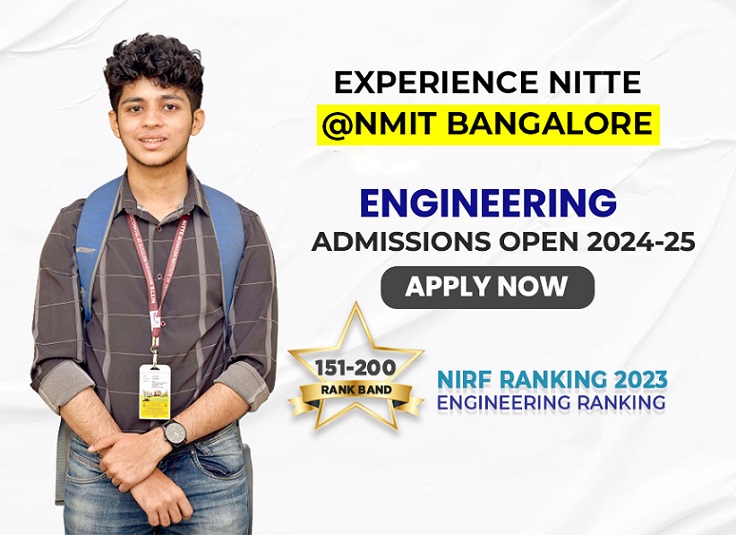 EXPERIENCE NITTE
@NMIT BANGALORE
ENGINEERING
ADMISSIONS OPEN 2024-25
APPLY NOW
151-200
RANK BAND
NIRF RANKING 2023
ENGINEERING RANKING